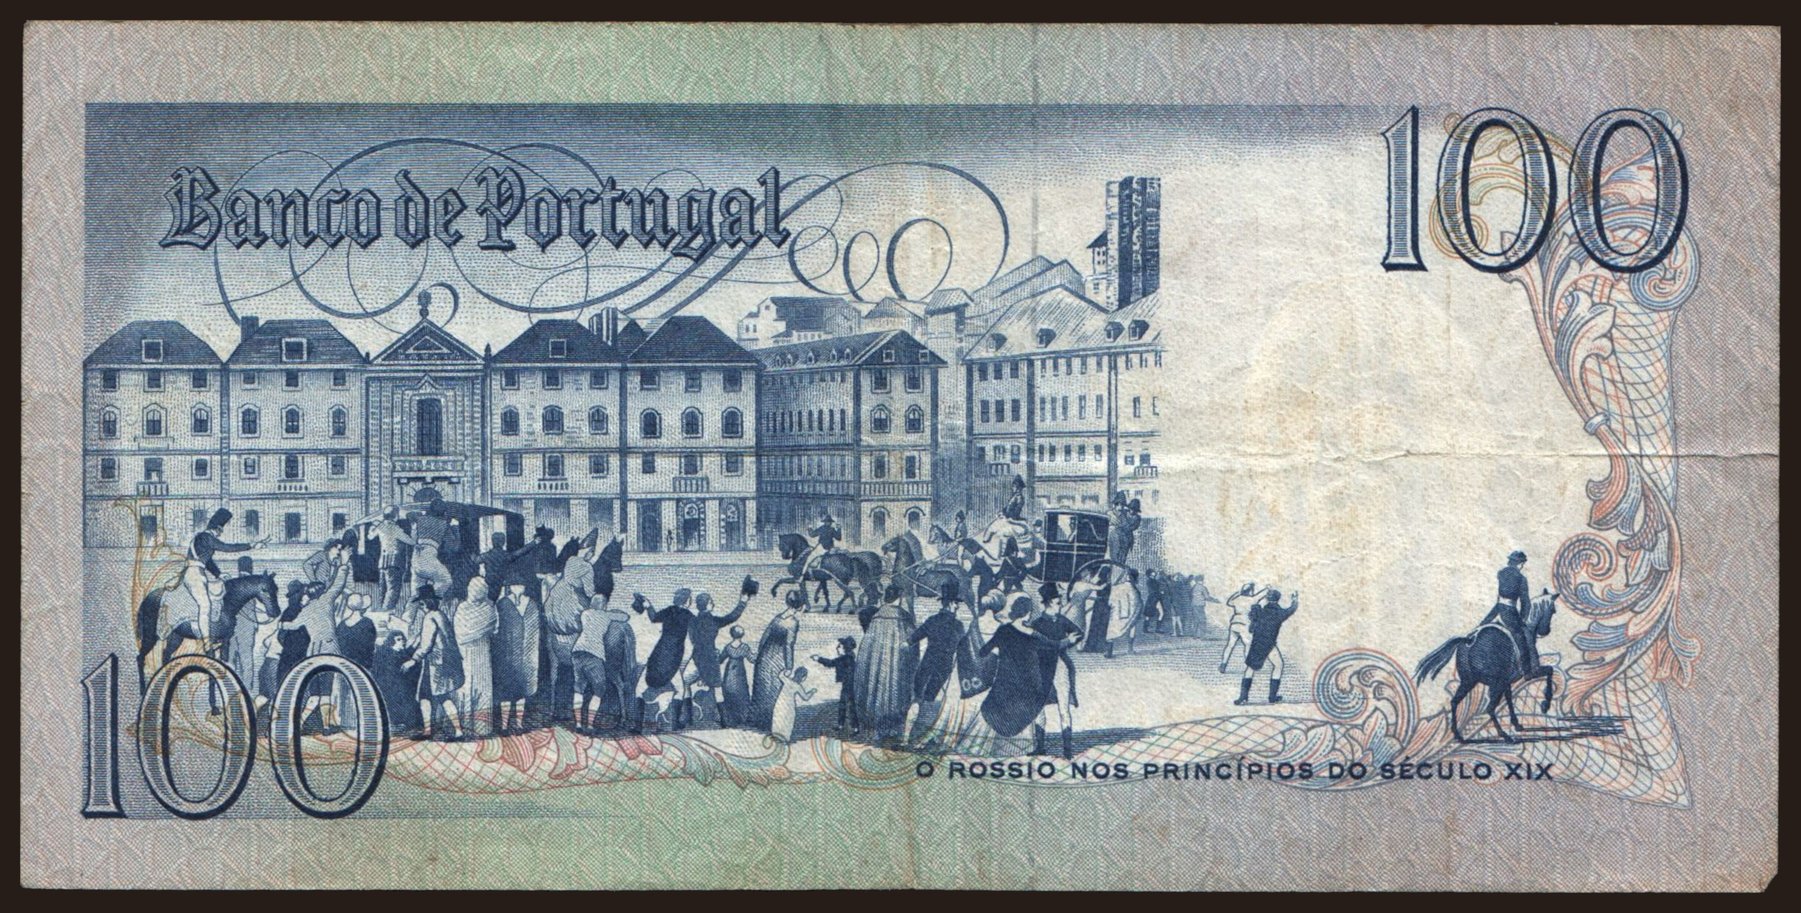 100
Banco de Portugal
100
O ROSSIO NOS PRINCÍPIOS DO SÉCULO XIX